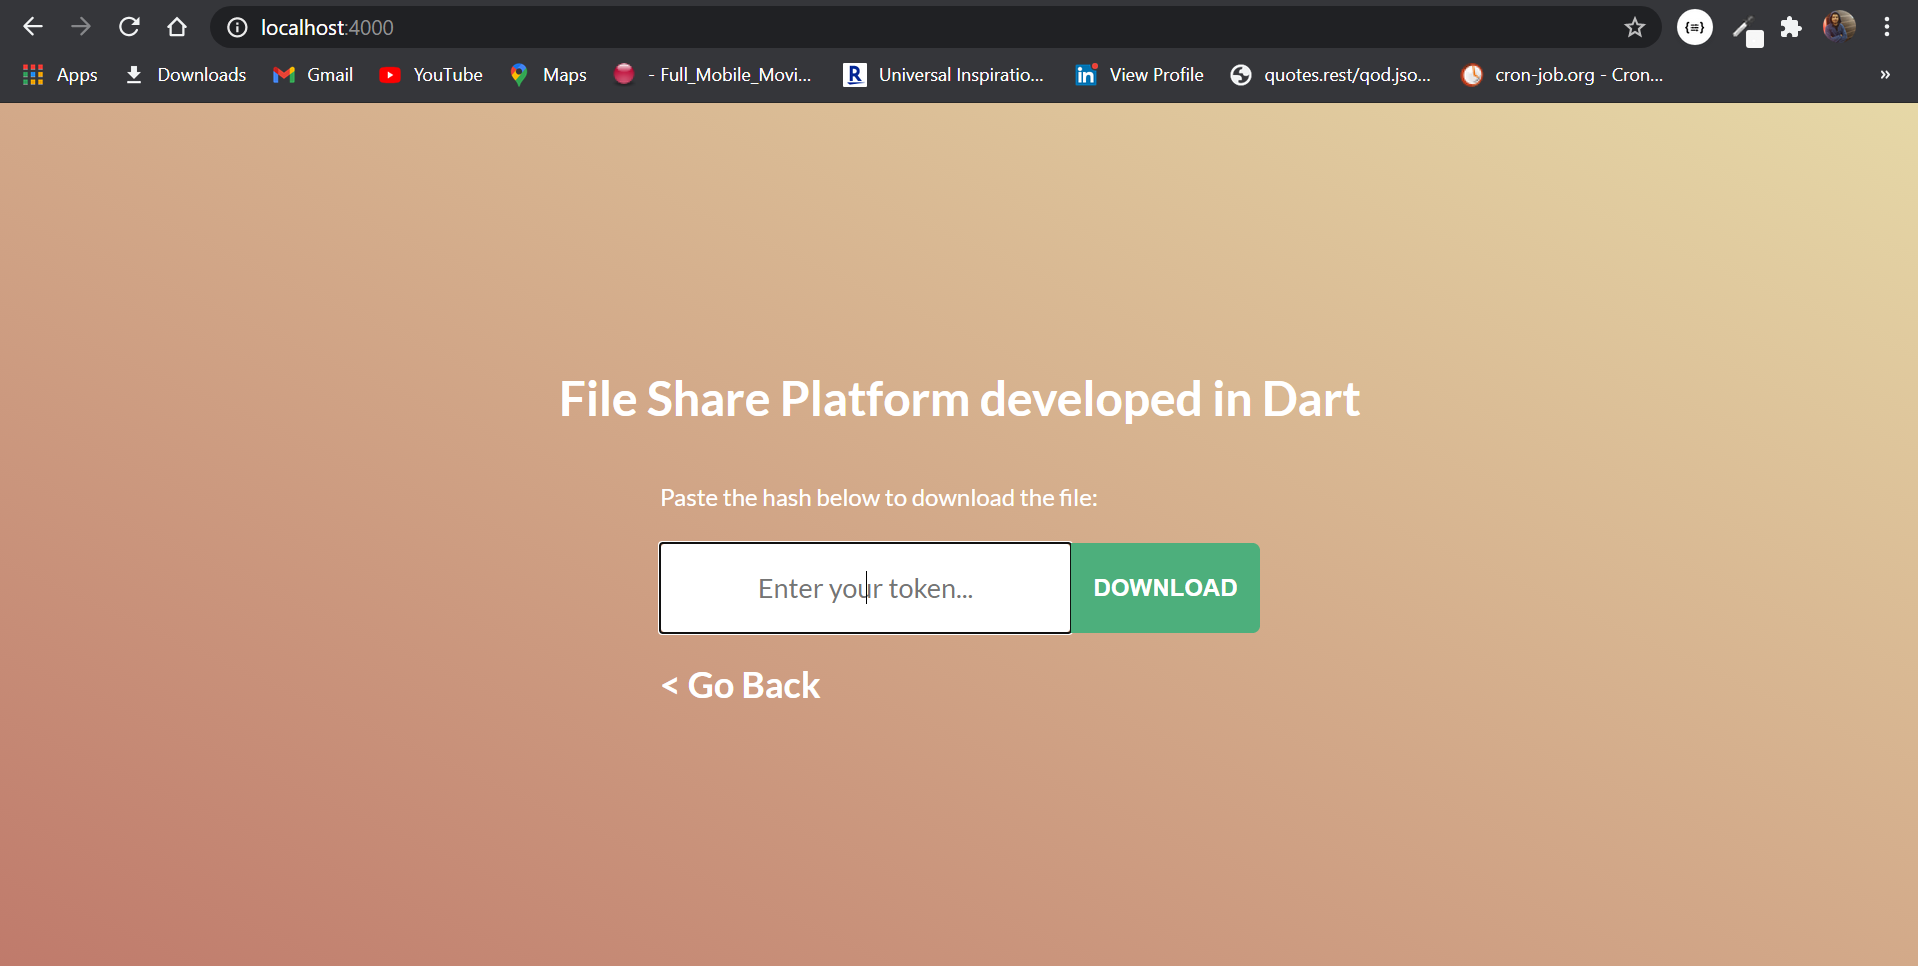 localhost:4000
Apps Downloads Gmail YouTube Maps - Full_Mobile_Movi... R Universal Inspiratio... in View Profile quotes.rest/qod.jso... cron-job.org - Cron... »
File Share Platform developed in Dart
Paste the hash below to download the file:
Enter your token... DOWNLOAD
< Go Back